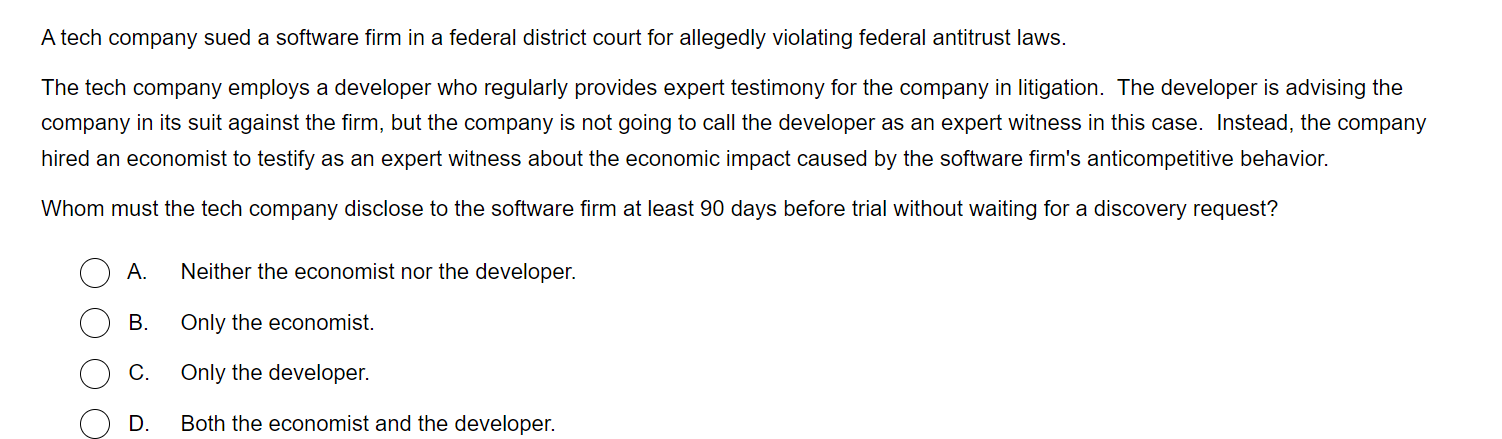 A tech company sued a software firm in a federal district court for allegedly violating federal antitrust laws.
The tech company employs a developer who regularly provides expert testimony for the company in litigation.  The developer is advising the
company in its suit against the firm, but the company is not going to call the developer as an expert witness in this case.  Instead, the company
hired an economist to testify as an expert witness about the economic impact caused by the software firm's anticompetitive behavior.
Whom must the tech company disclose to the software firm at least 90 days before trial without waiting for a discovery request?
A. Neither the economist nor the developer.
B. Only the economist.
C. Only the developer.
D. Both the economist and the developer.